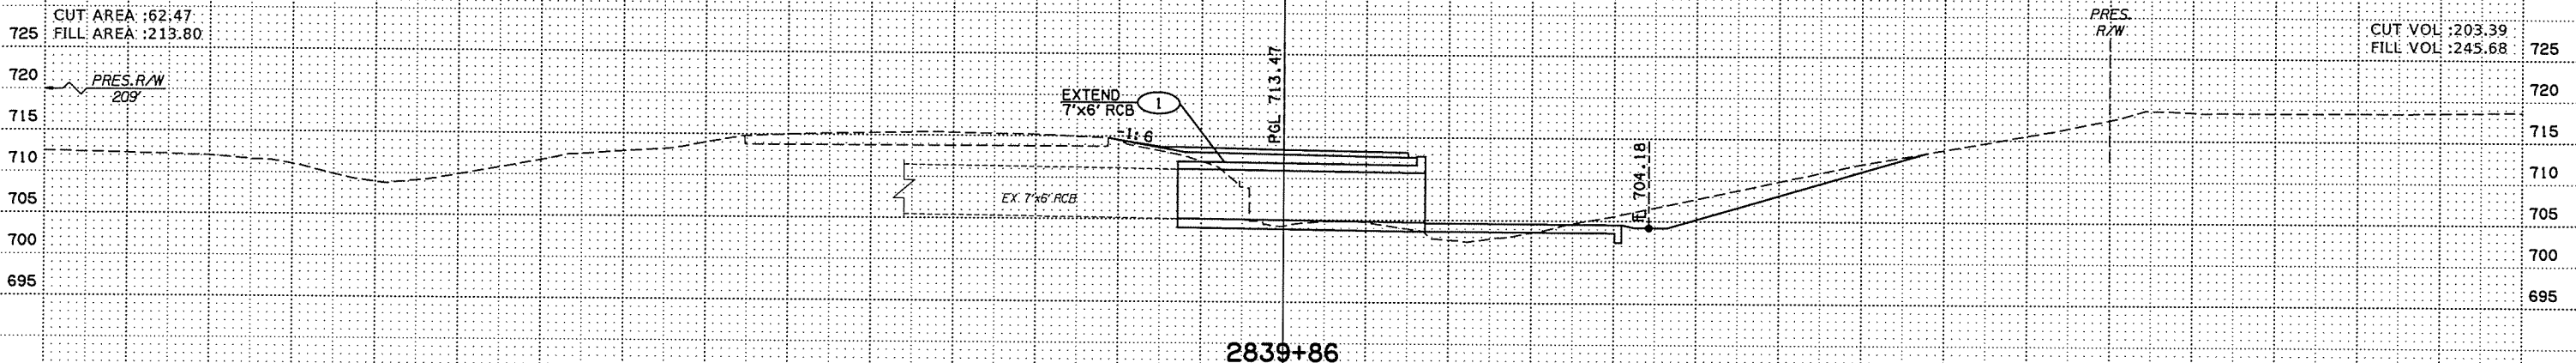 CUT AREA :62.47
FILL AREA :213.80
725
720
715
710
705
700
695
PRES. R/W
209'
EXTEND
7'x6' RCB
1
-1: 6
PGL 713.47
EX. 7'x6' RCB
FL 704.18
PRES.
R/W
CUT VOL :203.39
FILL VOL :245.68
725
720
715
710
705
700
695
2839+86